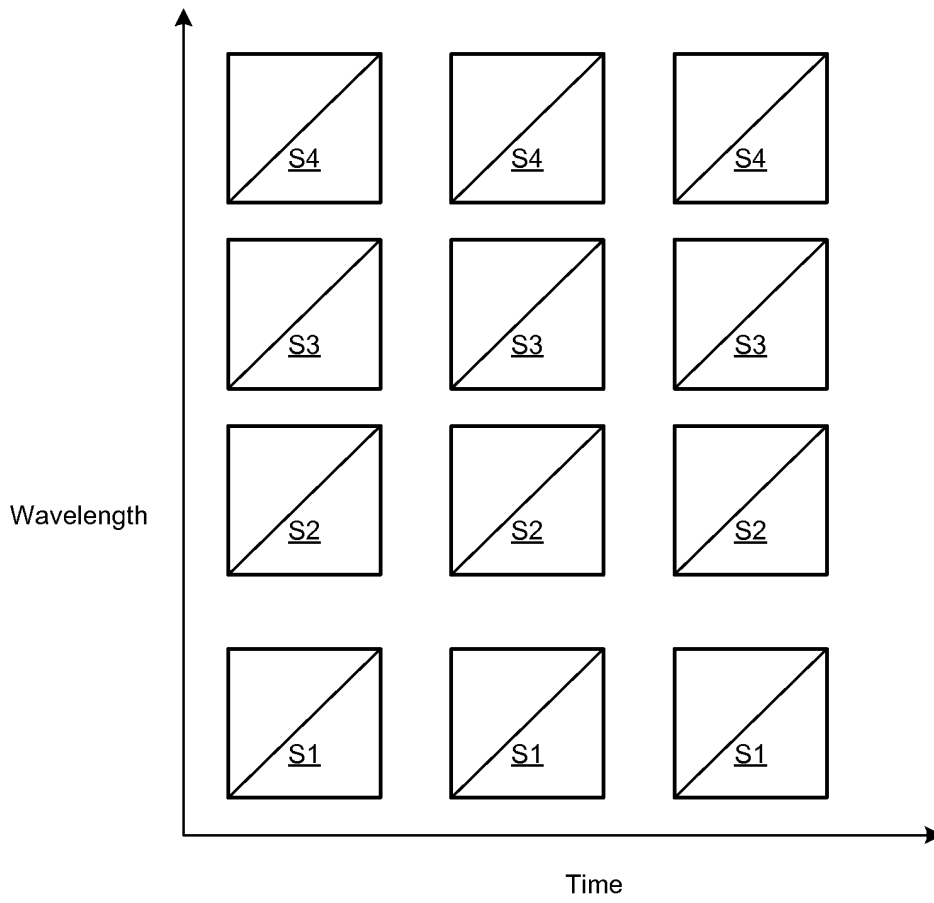 S4 S4 S4
S3 S3 S3
Wavelength
S2 S2 S2
S1 S1 S1
Time